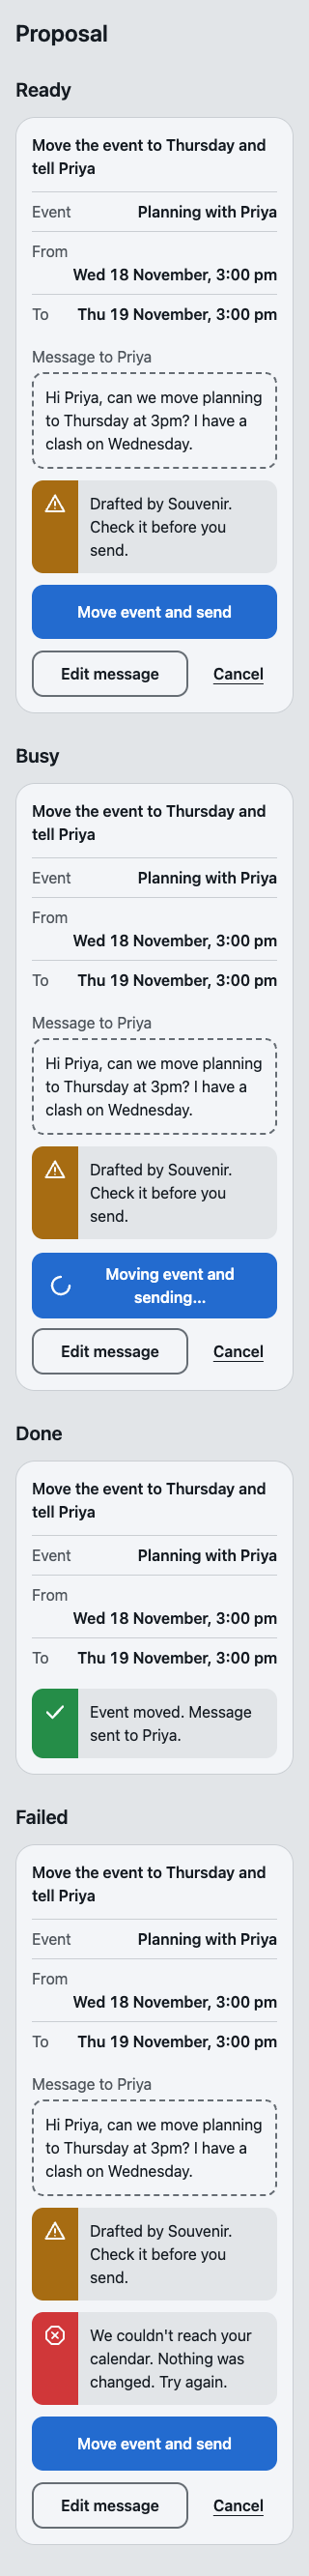 Proposal
Ready
Move the event to Thursday and
tell Priya
Event Planning with Priya
From
Wed 18 November, 3:00 pm
To Thu 19 November, 3:00 pm
Message to Priya
Hi Priya, can we move planning
to Thursday at 3pm? I have a
clash on Wednesday.
Drafted by Souvenir.
Check it before you
send.
Move event and send
Edit message Cancel
Busy
Move the event to Thursday and
tell Priya
Event Planning with Priya
From
Wed 18 November, 3:00 pm
To Thu 19 November, 3:00 pm
Message to Priya
Hi Priya, can we move planning
to Thursday at 3pm? I have a
clash on Wednesday.
Drafted by Souvenir.
Check it before you
send.
Moving event and
sending...
Edit message Cancel
Done
Move the event to Thursday and
tell Priya
Event Planning with Priya
From
Wed 18 November, 3:00 pm
To Thu 19 November, 3:00 pm
Event moved. Message
sent to Priya.
Failed
Move the event to Thursday and
tell Priya
Event Planning with Priya
From
Wed 18 November, 3:00 pm
To Thu 19 November, 3:00 pm
Message to Priya
Hi Priya, can we move planning
to Thursday at 3pm? I have a
clash on Wednesday.
Drafted by Souvenir.
Check it before you
send.
We couldn't reach your
calendar. Nothing was
changed. Try again.
Move event and send
Edit message Cancel